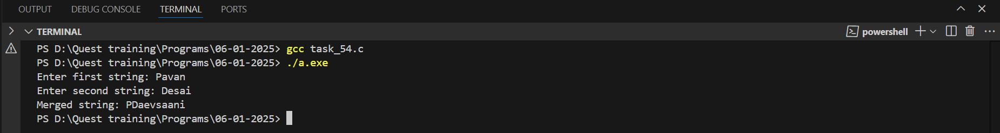 OUTPUT DEBUG CONSOLE TERMINAL PORTS
TERMINAL powershell
PS D:\Quest training\Programs\06-01-2025> gcc task_54.c
PS D:\Quest training\Programs\06-01-2025> ./a.exe
Enter first string: Pavan
Enter second string: Desai
Merged string: PDaevsaani
PS D:\Quest training\Programs\06-01-2025>